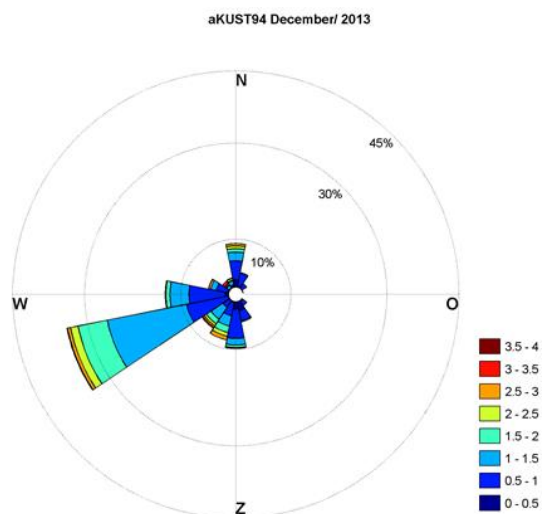 aKUST94 December/ 2013
N
45%
30%
10%
W
O
Z
3.5 - 4
3 - 3.5
2.5 - 3
2 - 2.5
1.5 - 2
1 - 1.5
0.5 - 1
0 - 0.5